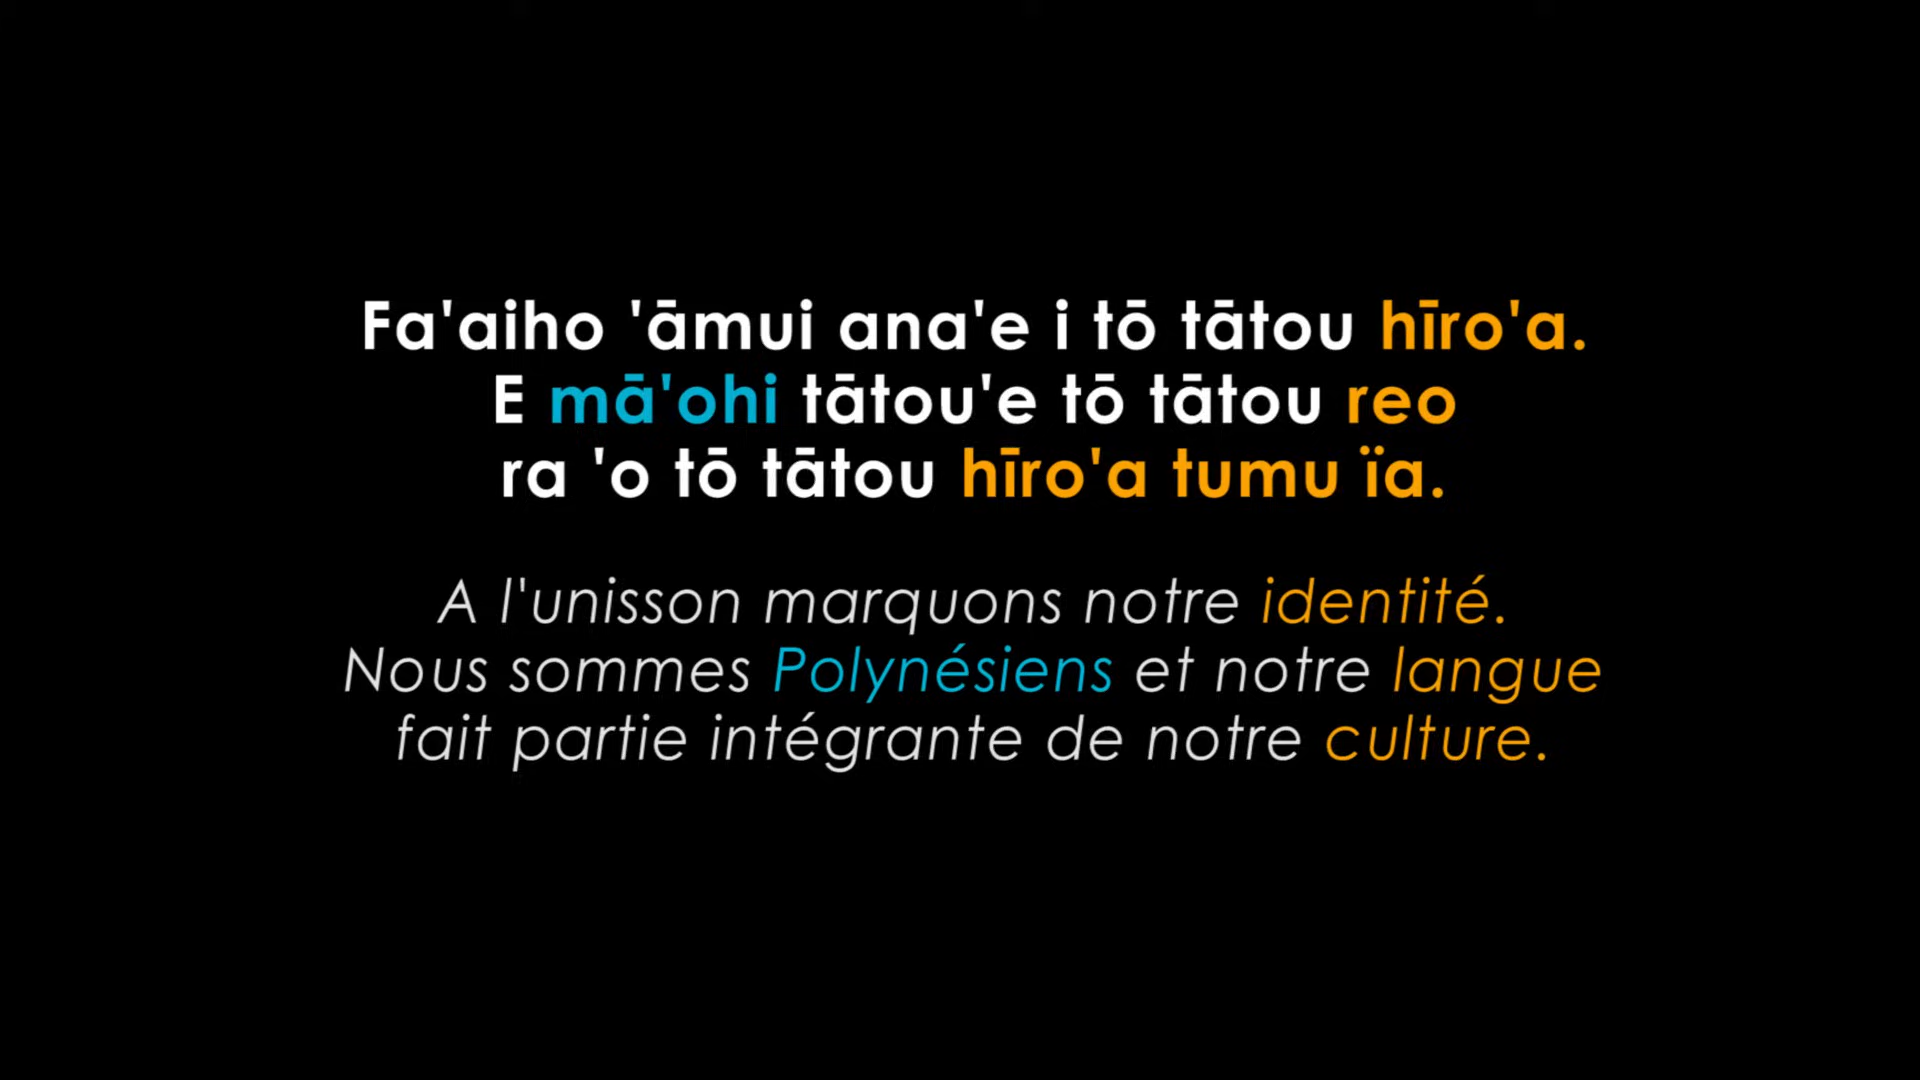 Fa'aiho 'āmui ana'e i tō tātou hīro'a.
E mā'ohi tātou'e tō tātou reo
ra 'o tō tātou hīro'a tumu ïa.
A l'unisson marquons notre identité.
Nous sommes Polynésiens et notre langue
fait partie intégrante de notre culture.